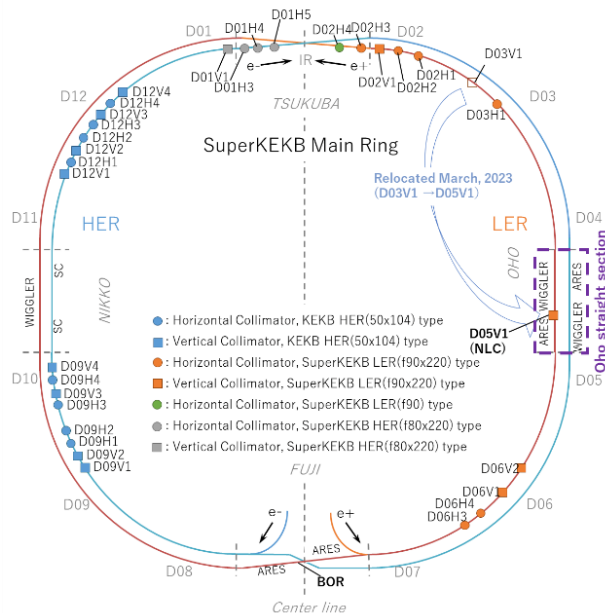 D01H5
D01H4
D02H4
D02H3
D01
D02
D01V1
D01H3
e-
IR
e+
D02V1
D02H2
D02H1
D03V1
TSUKUBA
D12
D12V4
D12H4
D12V3
D12H3
D12H2
D12V2
D12H1
D12V1
D03
D03H1
SuperKEKB Main Ring
Relocated March, 2023
(D03V1 →D05V1)
D11
HER
LER
D04
WIGGLER
SC
SC
NIKKO
OHO
ARES
WIGGLER
WIGGLER
ARES
Oho straight section
D05V1
(NLC)
: Horizontal Collimator, KEKB HER(50x104) type
: Vertical Collimator, KEKB HER(50x104) type
: Horizontal Collimator, SuperKEKB LER(f90x220) type
: Vertical Collimator, SuperKEKB LER(f90x220) type
: Horizontal Collimator, SuperKEKB LER(f90) type
: Horizontal Collimator, SuperKEKB HER(f80x220) type
: Vertical Collimator, SuperKEKB HER(f80x220) type
D10
D05
D09V4
D09H4
D09V3
D09H3
D09H2
D09H1
D09V2
D09V1
FUJI
D06V2
D06V1
D06H4
D06H3
D09
D06
e-
e+
ARES
D08
ARES
BOR
D07
Center line